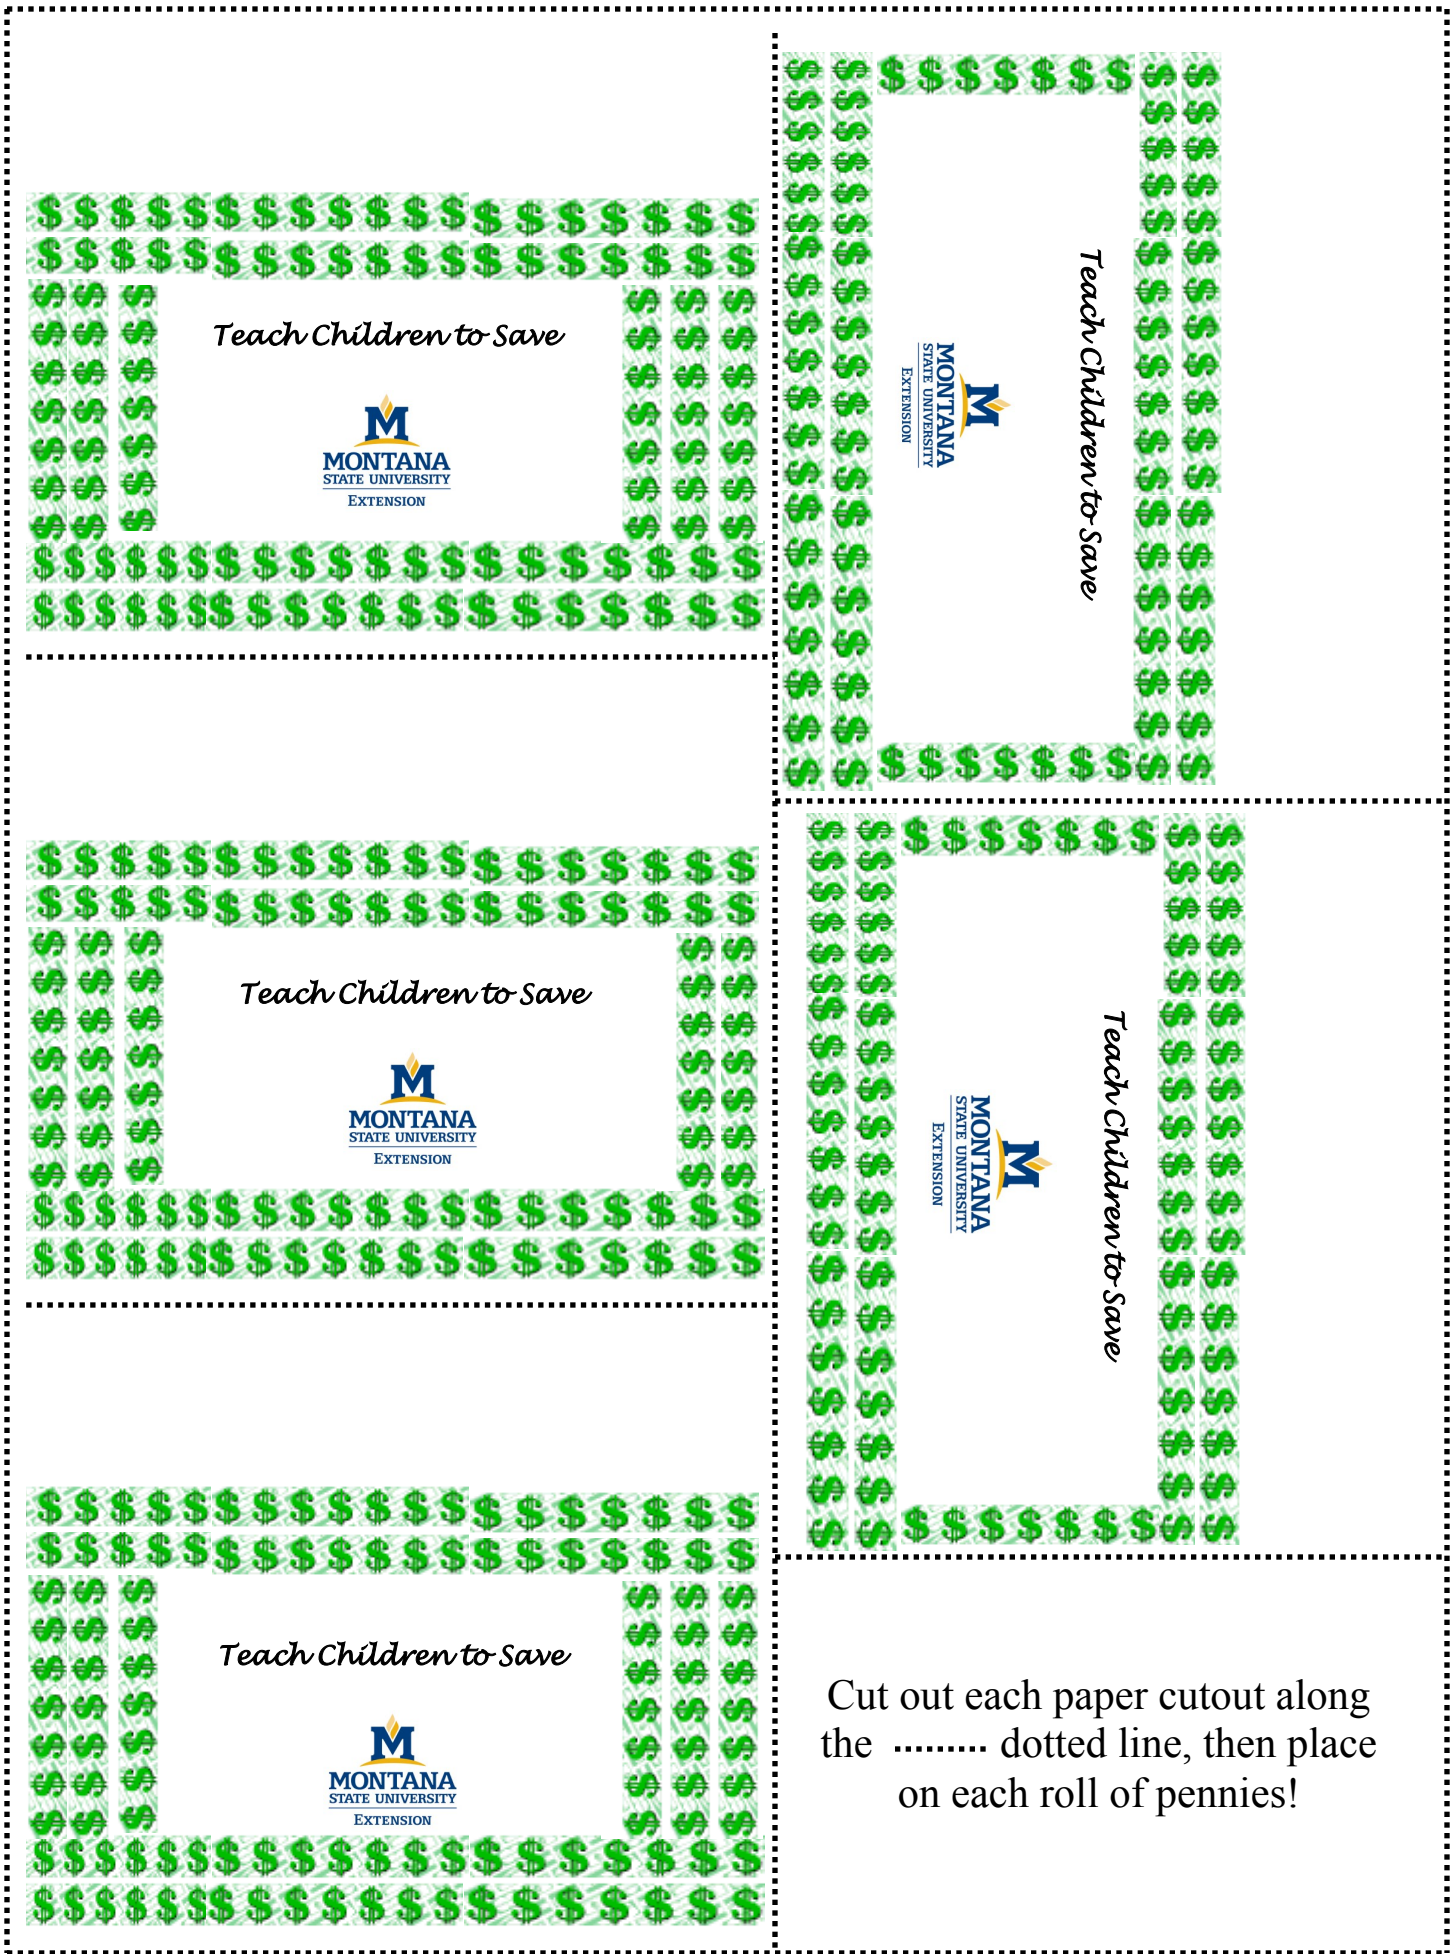 Teach Children to Save
M
MONTANA
STATE UNIVERSITY
EXTENSION
Teach Children to Save
M
MONTANA
STATE UNIVERSITY
EXTENSION
Teach Children to Save
M
MONTANA
STATE UNIVERSITY
EXTENSION
Teach Children to Save
M
MONTANA
STATE UNIVERSITY
EXTENSION
Teach Children to Save
M
MONTANA
STATE UNIVERSITY
EXTENSION
Cut out each paper cutout along
the ......... dotted line, then place
on each roll of pennies!